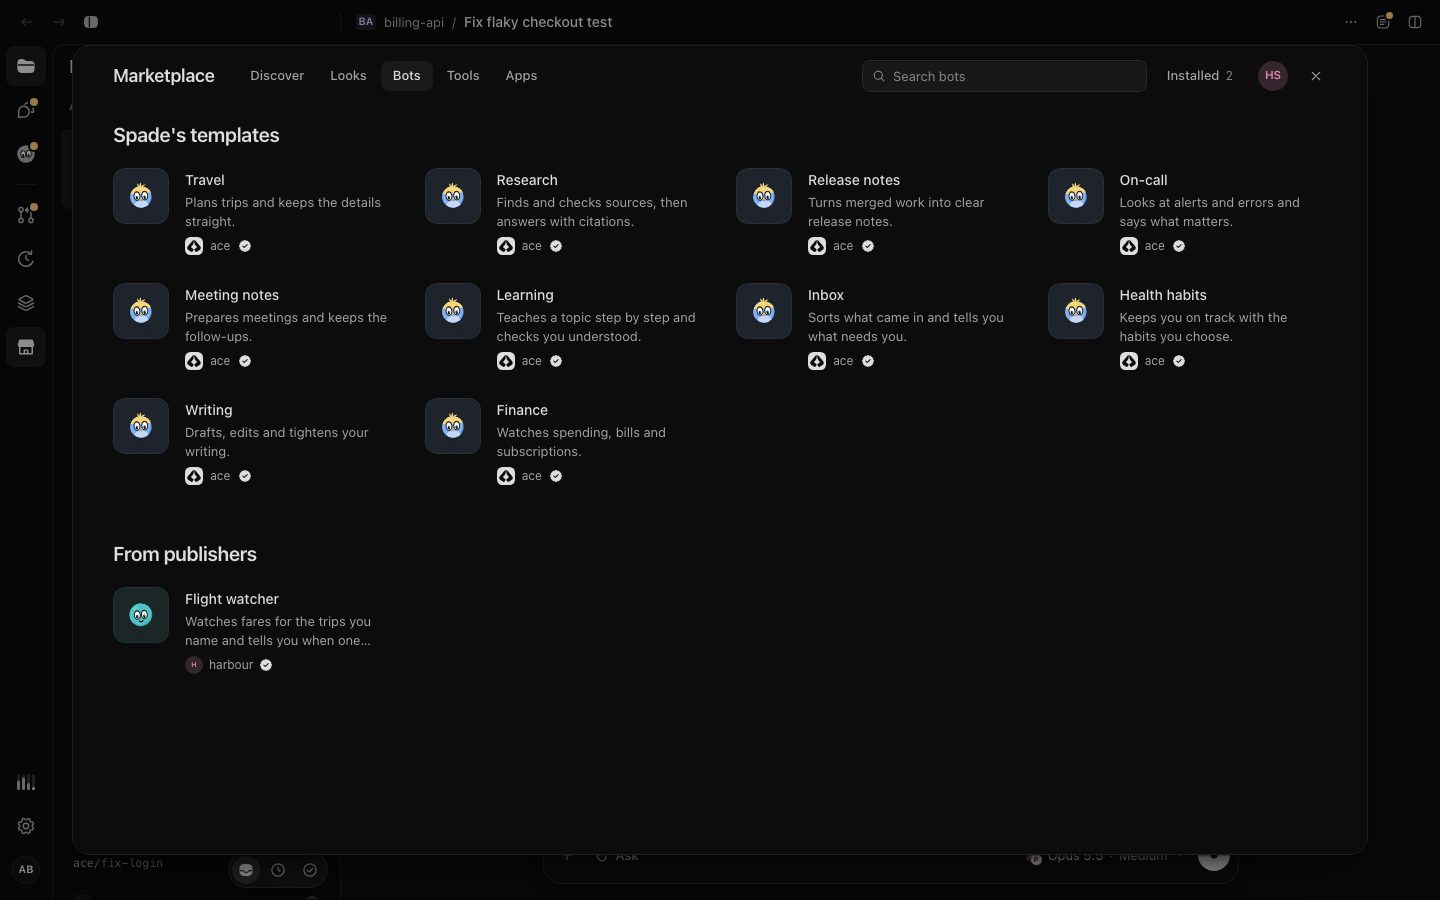 BA billing-api / Fix flaky checkout test
Marketplace
Discover
Looks
Bots
Tools
Apps
Search bots
Installed 2
HS
Spade's templates
Travel
Plans trips and keeps the details
straight.
ace
Research
Finds and checks sources, then
answers with citations.
ace
Release notes
Turns merged work into clear
release notes.
ace
On-call
Looks at alerts and errors and
says what matters.
ace
Meeting notes
Prepares meetings and keeps the
follow-ups.
ace
Learning
Teaches a topic step by step and
checks you understood.
ace
Inbox
Sorts what came in and tells you
what needs you.
ace
Health habits
Keeps you on track with the
habits you choose.
ace
Writing
Drafts, edits and tightens your
writing.
ace
Finance
Watches spending, bills and
subscriptions.
ace
From publishers
Flight watcher
Watches fares for the trips you
name and tells you when one...
H harbour
ace/fix-login
AB
Ask
Opus 5.5 · Medium